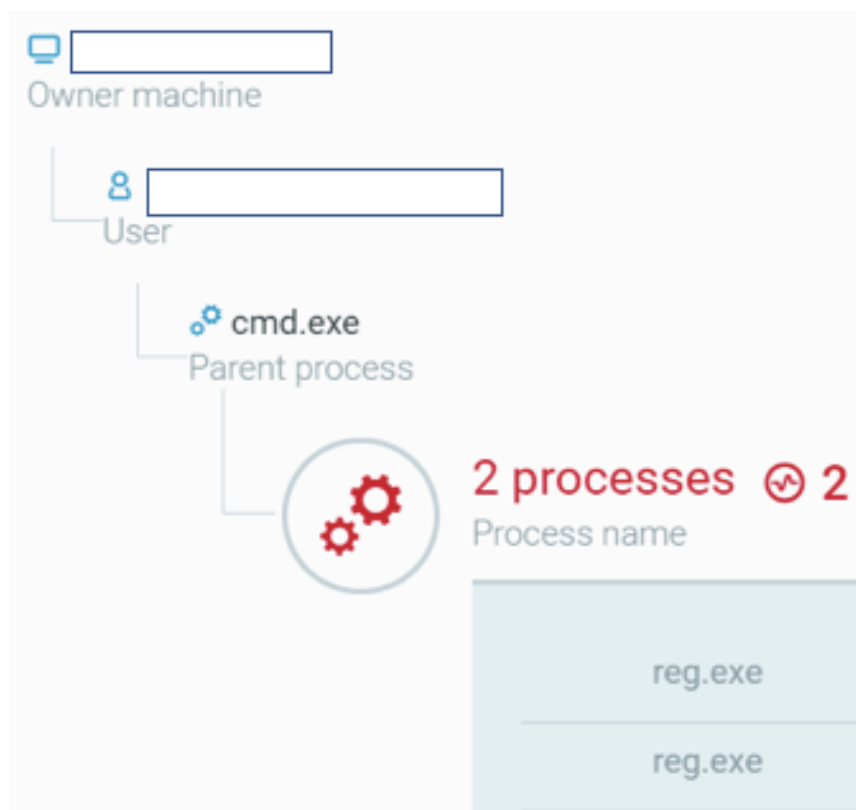 Owner machine
User
cmd.exe
Parent process
2 processes 2
Process name
reg.exe
reg.exe